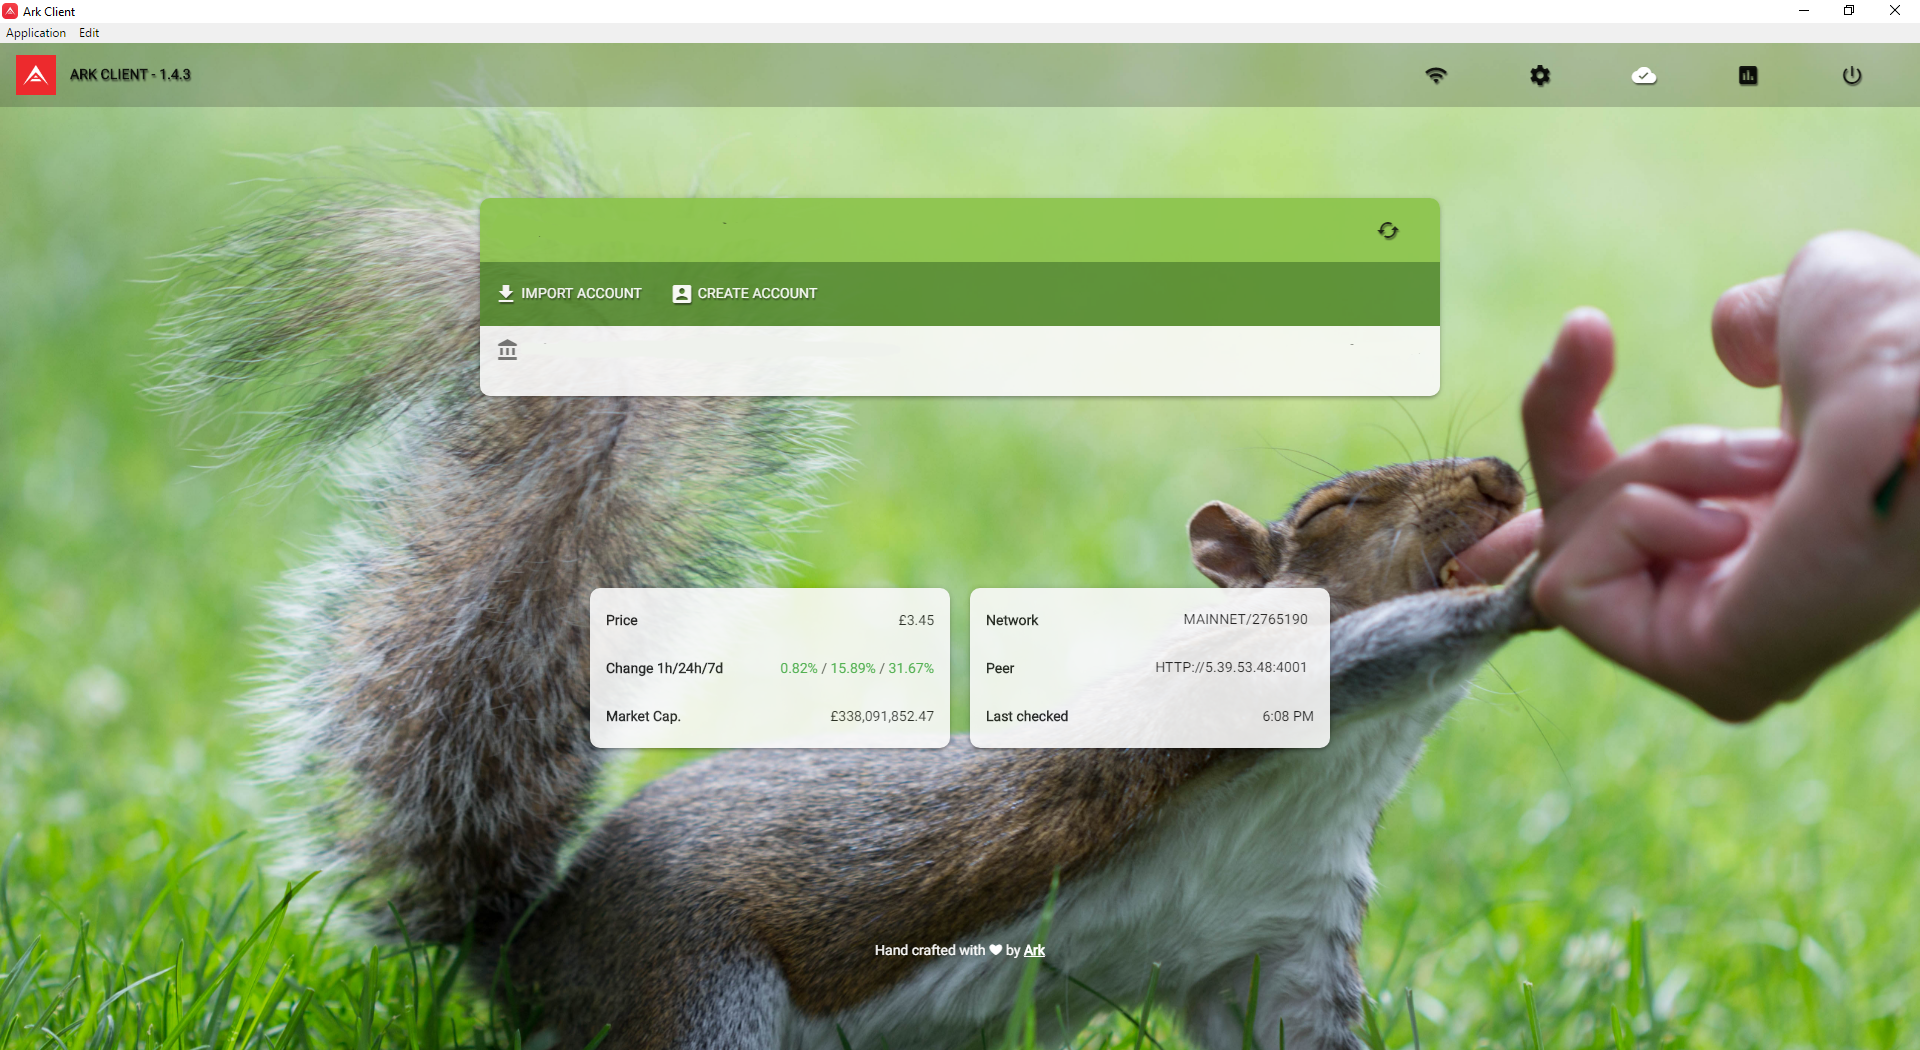 Ark Client
Application Edit
ARK CLIENT - 1.4.3
IMPORT ACCOUNT CREATE ACCOUNT
Price £3.45
Change 1h/24h/7d 0.82% / 15.89% / 31.67%
Market Cap. £338,091,852.47
Network MAINNET/2765190
Peer HTTP://5.39.53.48:4001
Last checked 6:08 PM
Hand crafted with ♥ by Ark